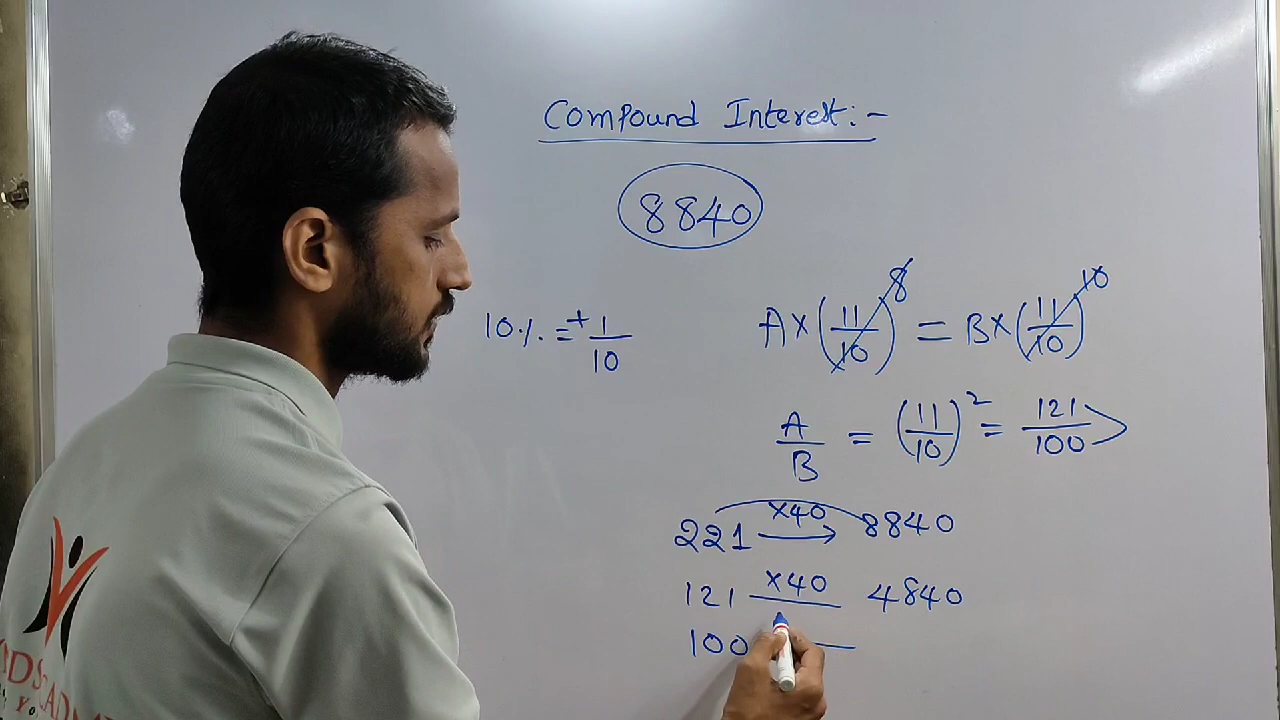 Compound Interest:-
8840
10% = + 1/10
A × (11/10)^8 = B × (11/10)^10
A/B = (11/10)^2 = 121/100
221 ×40 → 8840
121 ×40 4840
100